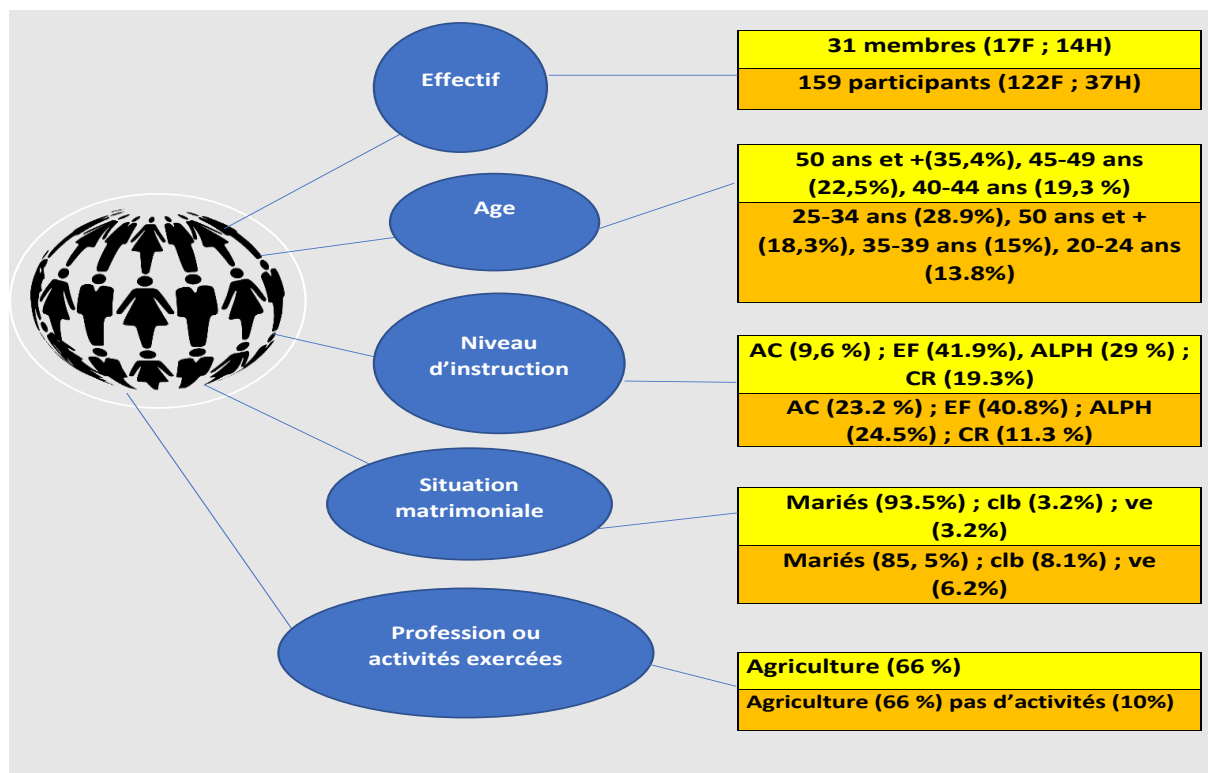 Effectif
31 membres (17F ; 14H)
159 participants (122F ; 37H)
Age
50 ans et +(35,4%), 45-49 ans
(22,5%), 40-44 ans (19,3 %)
25-34 ans (28.9%), 50 ans et +
(18,3%), 35-39 ans (15%), 20-24 ans
(13.8%)
Niveau
d’instruction
AC (9,6 %) ; EF (41.9%), ALPH (29 %) ;
CR (19.3%)
AC (23.2 %) ; EF (40.8%) ; ALPH
(24.5%) ; CR (11.3 %)
Situation
matrimoniale
Mariés (93.5%) ; clb (3.2%) ; ve
(3.2%)
Mariés (85, 5%) ; clb (8.1%) ; ve
(6.2%)
Profession ou
activités exercées
Agriculture (66 %)
Agriculture (66 %) pas d’activités (10%)